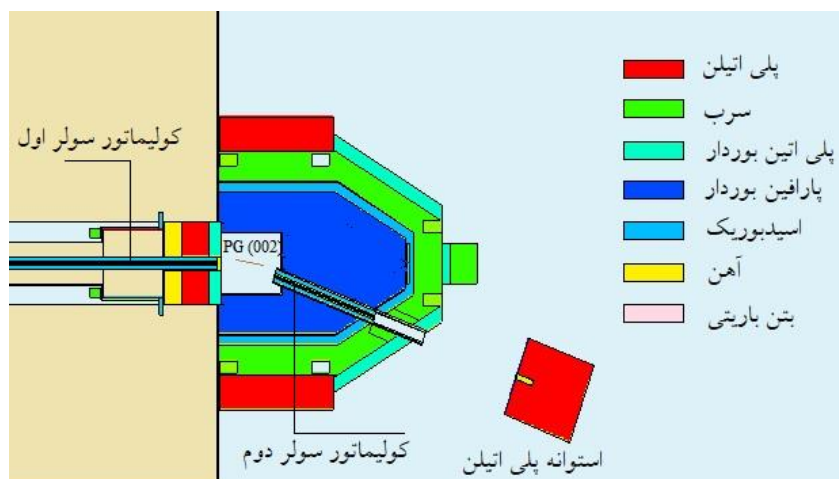 پلی اتیلن
سرب
پلی اتین بوردار
پارافین بوردار
اسیدبوریک
آهن
بتن باریتی
کولیماتور سولر اول
PG (002)
کولیماتور سولر دوم
استوانه پلی اتیلن